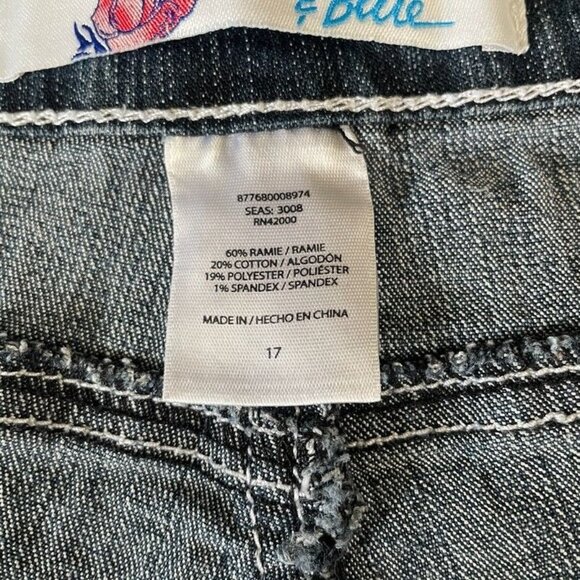 & blue
877680008974
SEAS: 3008
RN42000
60% RAMIE / RAMIE
20% COTTON / ALGODÓN
19% POLYESTER / POLIÉSTER
1% SPANDEX / SPANDEX
MADE IN / HECHO EN CHINA
17